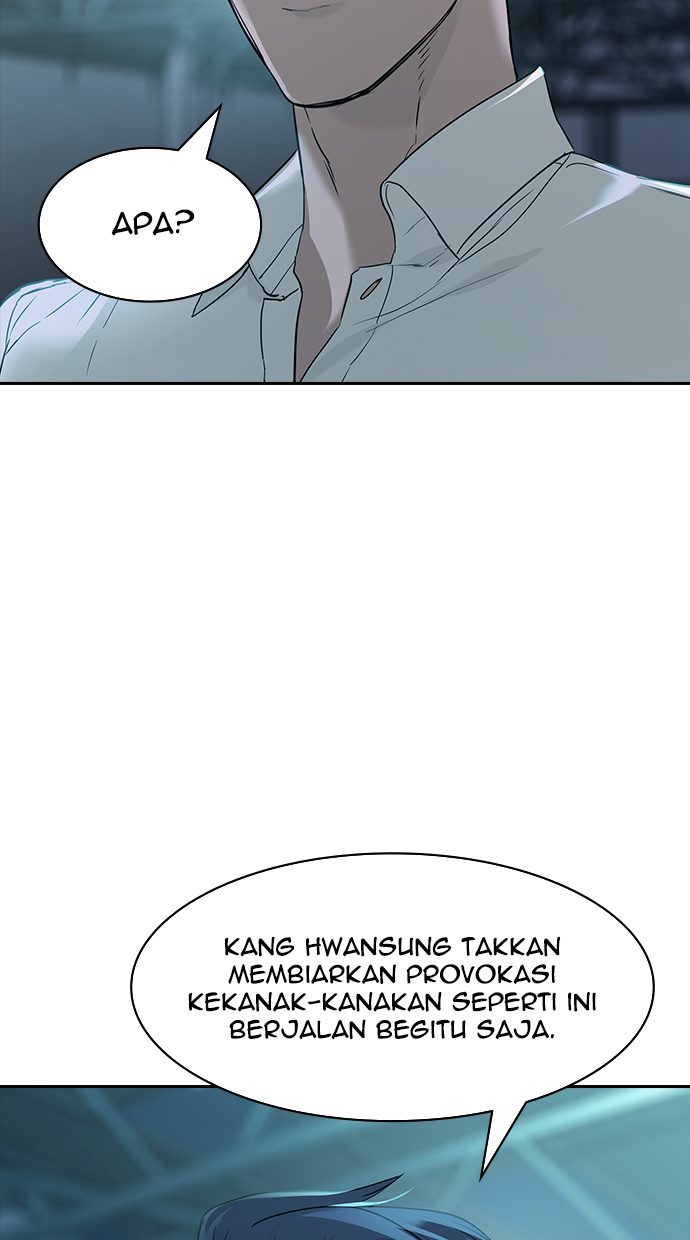 APA?
KANG HWANSUNG TAKKAN
MEMBIARKAN PROVOKASI
KEKANAK-KANAKAN SEPERTI INI
BERJALAN BEGITU SAJA.